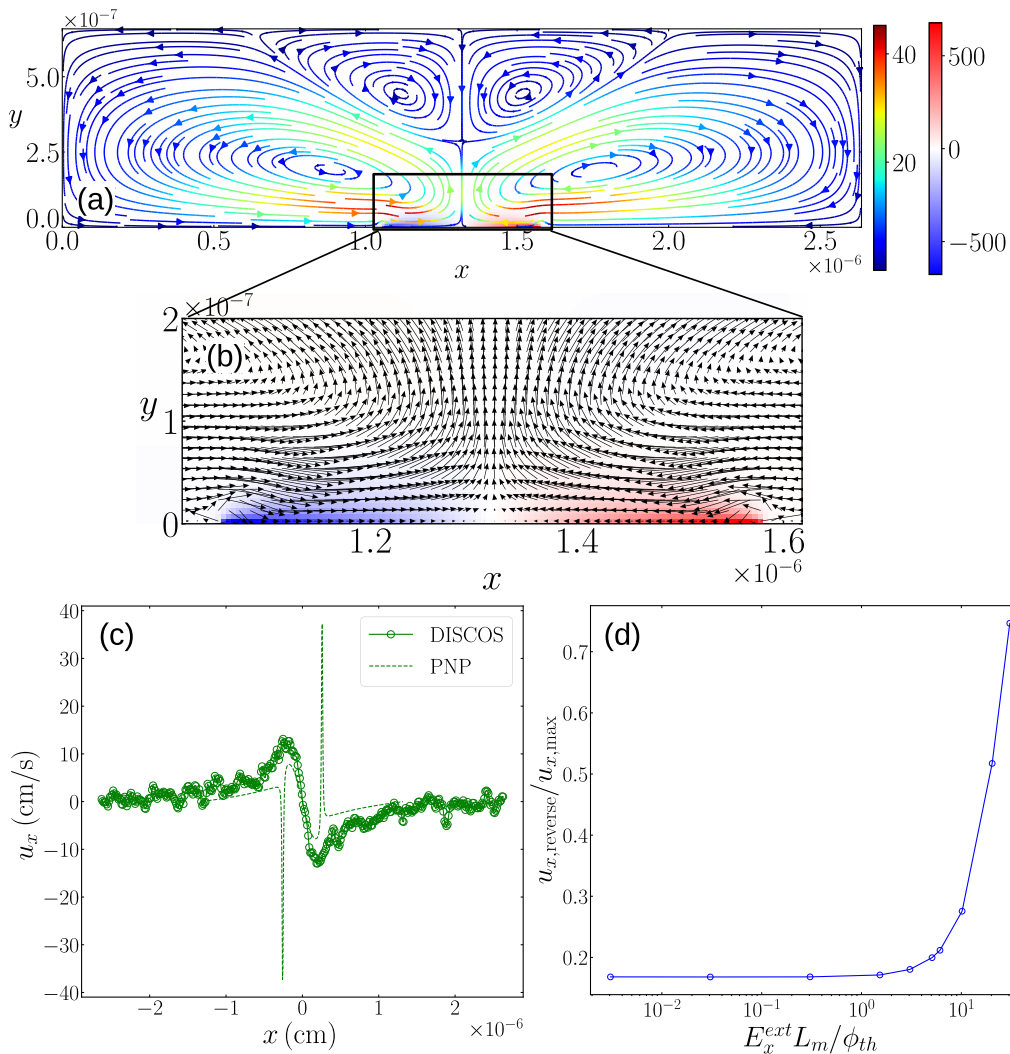 ×10⁻⁷
5.0
y
2.5
0.0
(a)
0.0 0.5 1.0 1.5 2.0 2.5
x
×10⁻⁶
40
20
500
0
−500
×10⁻⁷
2
(b)
y
1
0
1.2 1.4 1.6
x
×10⁻⁶
40
30
20
10
0
−10
−20
−30
−40
u_x (cm/s)
(c)
DISCOS
PNP
−2 −1 0 1 2
x (cm)
×10⁻⁶
(d)
0.7
0.6
0.5
0.4
0.3
0.2
u_{x,reverse}/u_{x,max}
10⁻² 10⁻¹ 10⁰ 10¹
E_x^{ext} L_m/ϕ_{th}